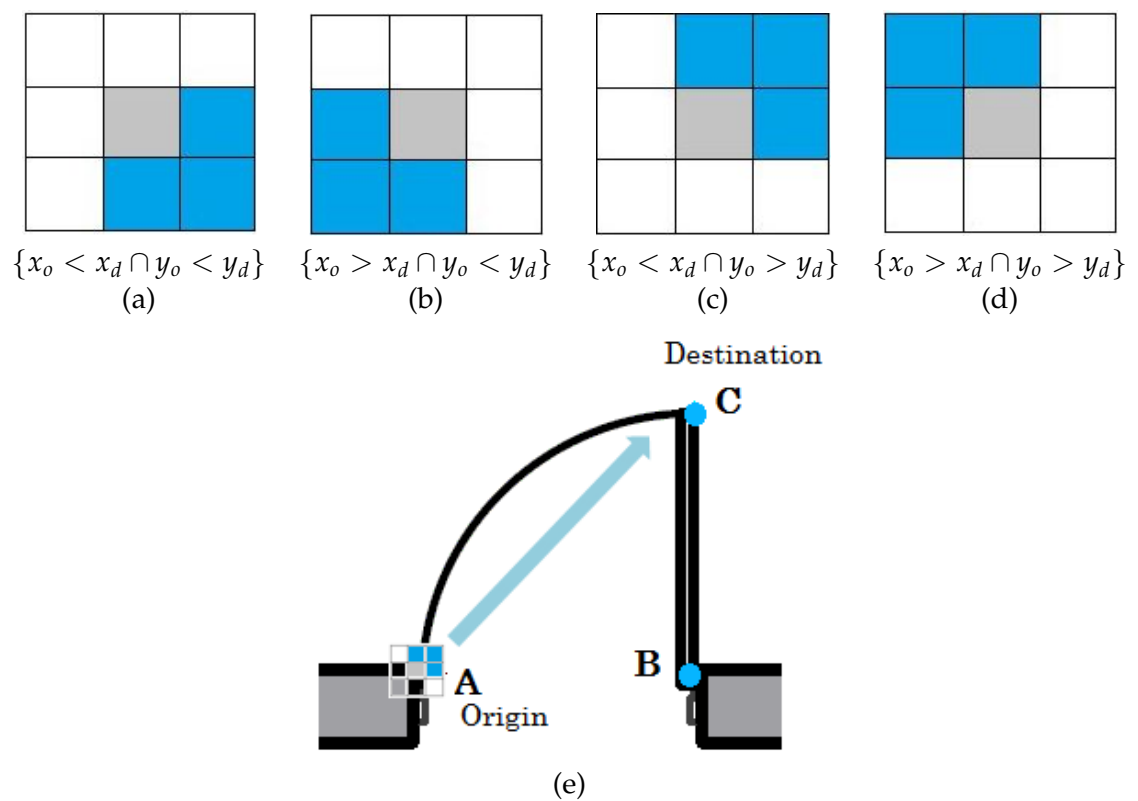 {x_o < x_d ∩ y_o < y_d}
(a)
{x_o > x_d ∩ y_o < y_d}
(b)
{x_o < x_d ∩ y_o > y_d}
(c)
{x_o > x_d ∩ y_o > y_d}
(d)
Destination
C
B
A
Origin
(e)